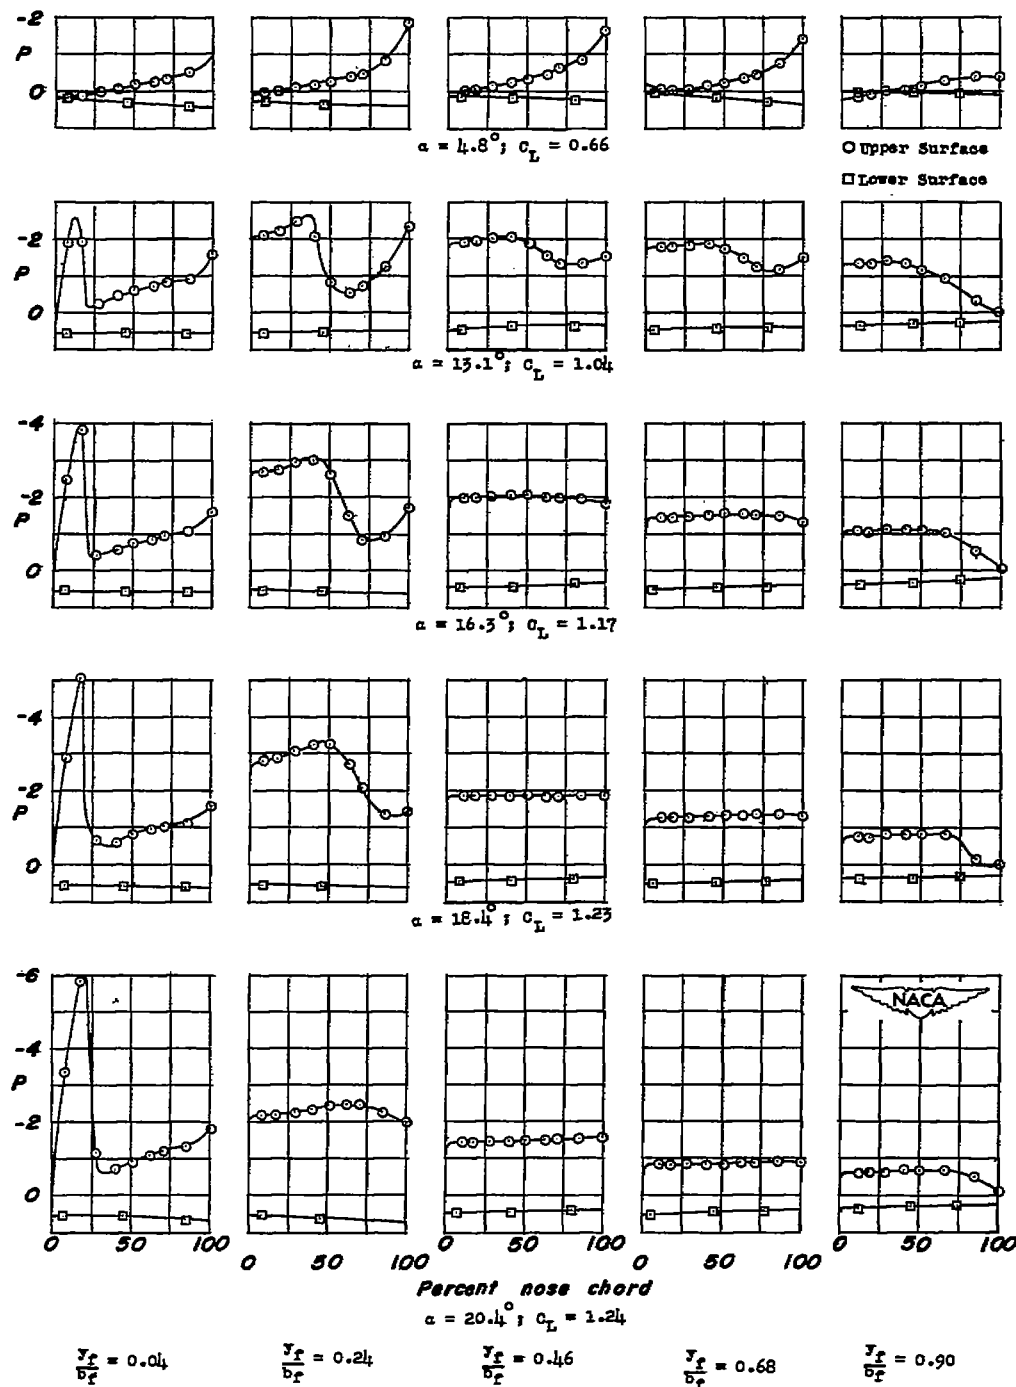 -2
P
0
α = 4.8°; C_L = 0.66
Upper Surface
Lower Surface
-2
P
0
α = 13.1°; C_L = 1.04
-4
-2
P
0
α = 16.3°; C_L = 1.17
-4
-2
P
0
α = 18.4°; C_L = 1.23
-6
NACA
-4
P
-2
0
0 50 100 0 50 100 0 50 100 0 50 100 0 50 100
Percent nose chord
α = 20.4°; C_L = 1.24
y_f/b_f = 0.04 y_f/b_f = 0.24 y_f/b_f = 0.46 y_f/b_f = 0.68 y_f/b_f = 0.90